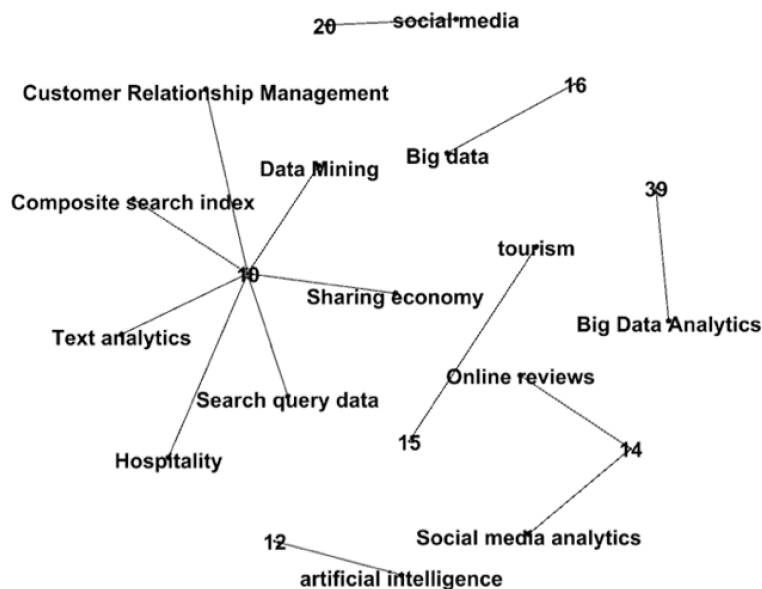 20
social media
16
Customer Relationship Management
Big data
Data Mining
39
Composite search index
tourism
10
Sharing economy
Big Data Analytics
Text analytics
Online reviews
Search query data
15
14
Hospitality
Social media analytics
12
artificial intelligence